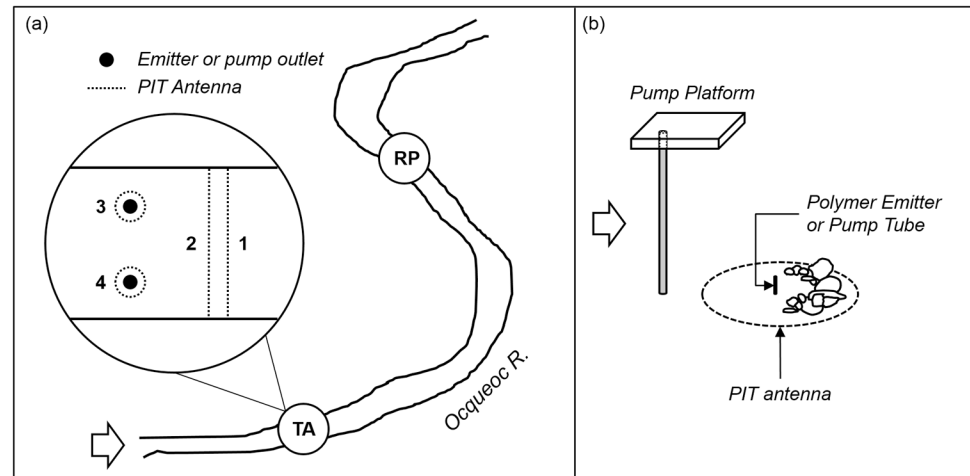 (a)
Emitter or pump outlet
PIT Antenna
RP
3
2
1
4
Ocqueoc R.
TA
(b)
Pump Platform
Polymer Emitter
or Pump Tube
PIT antenna